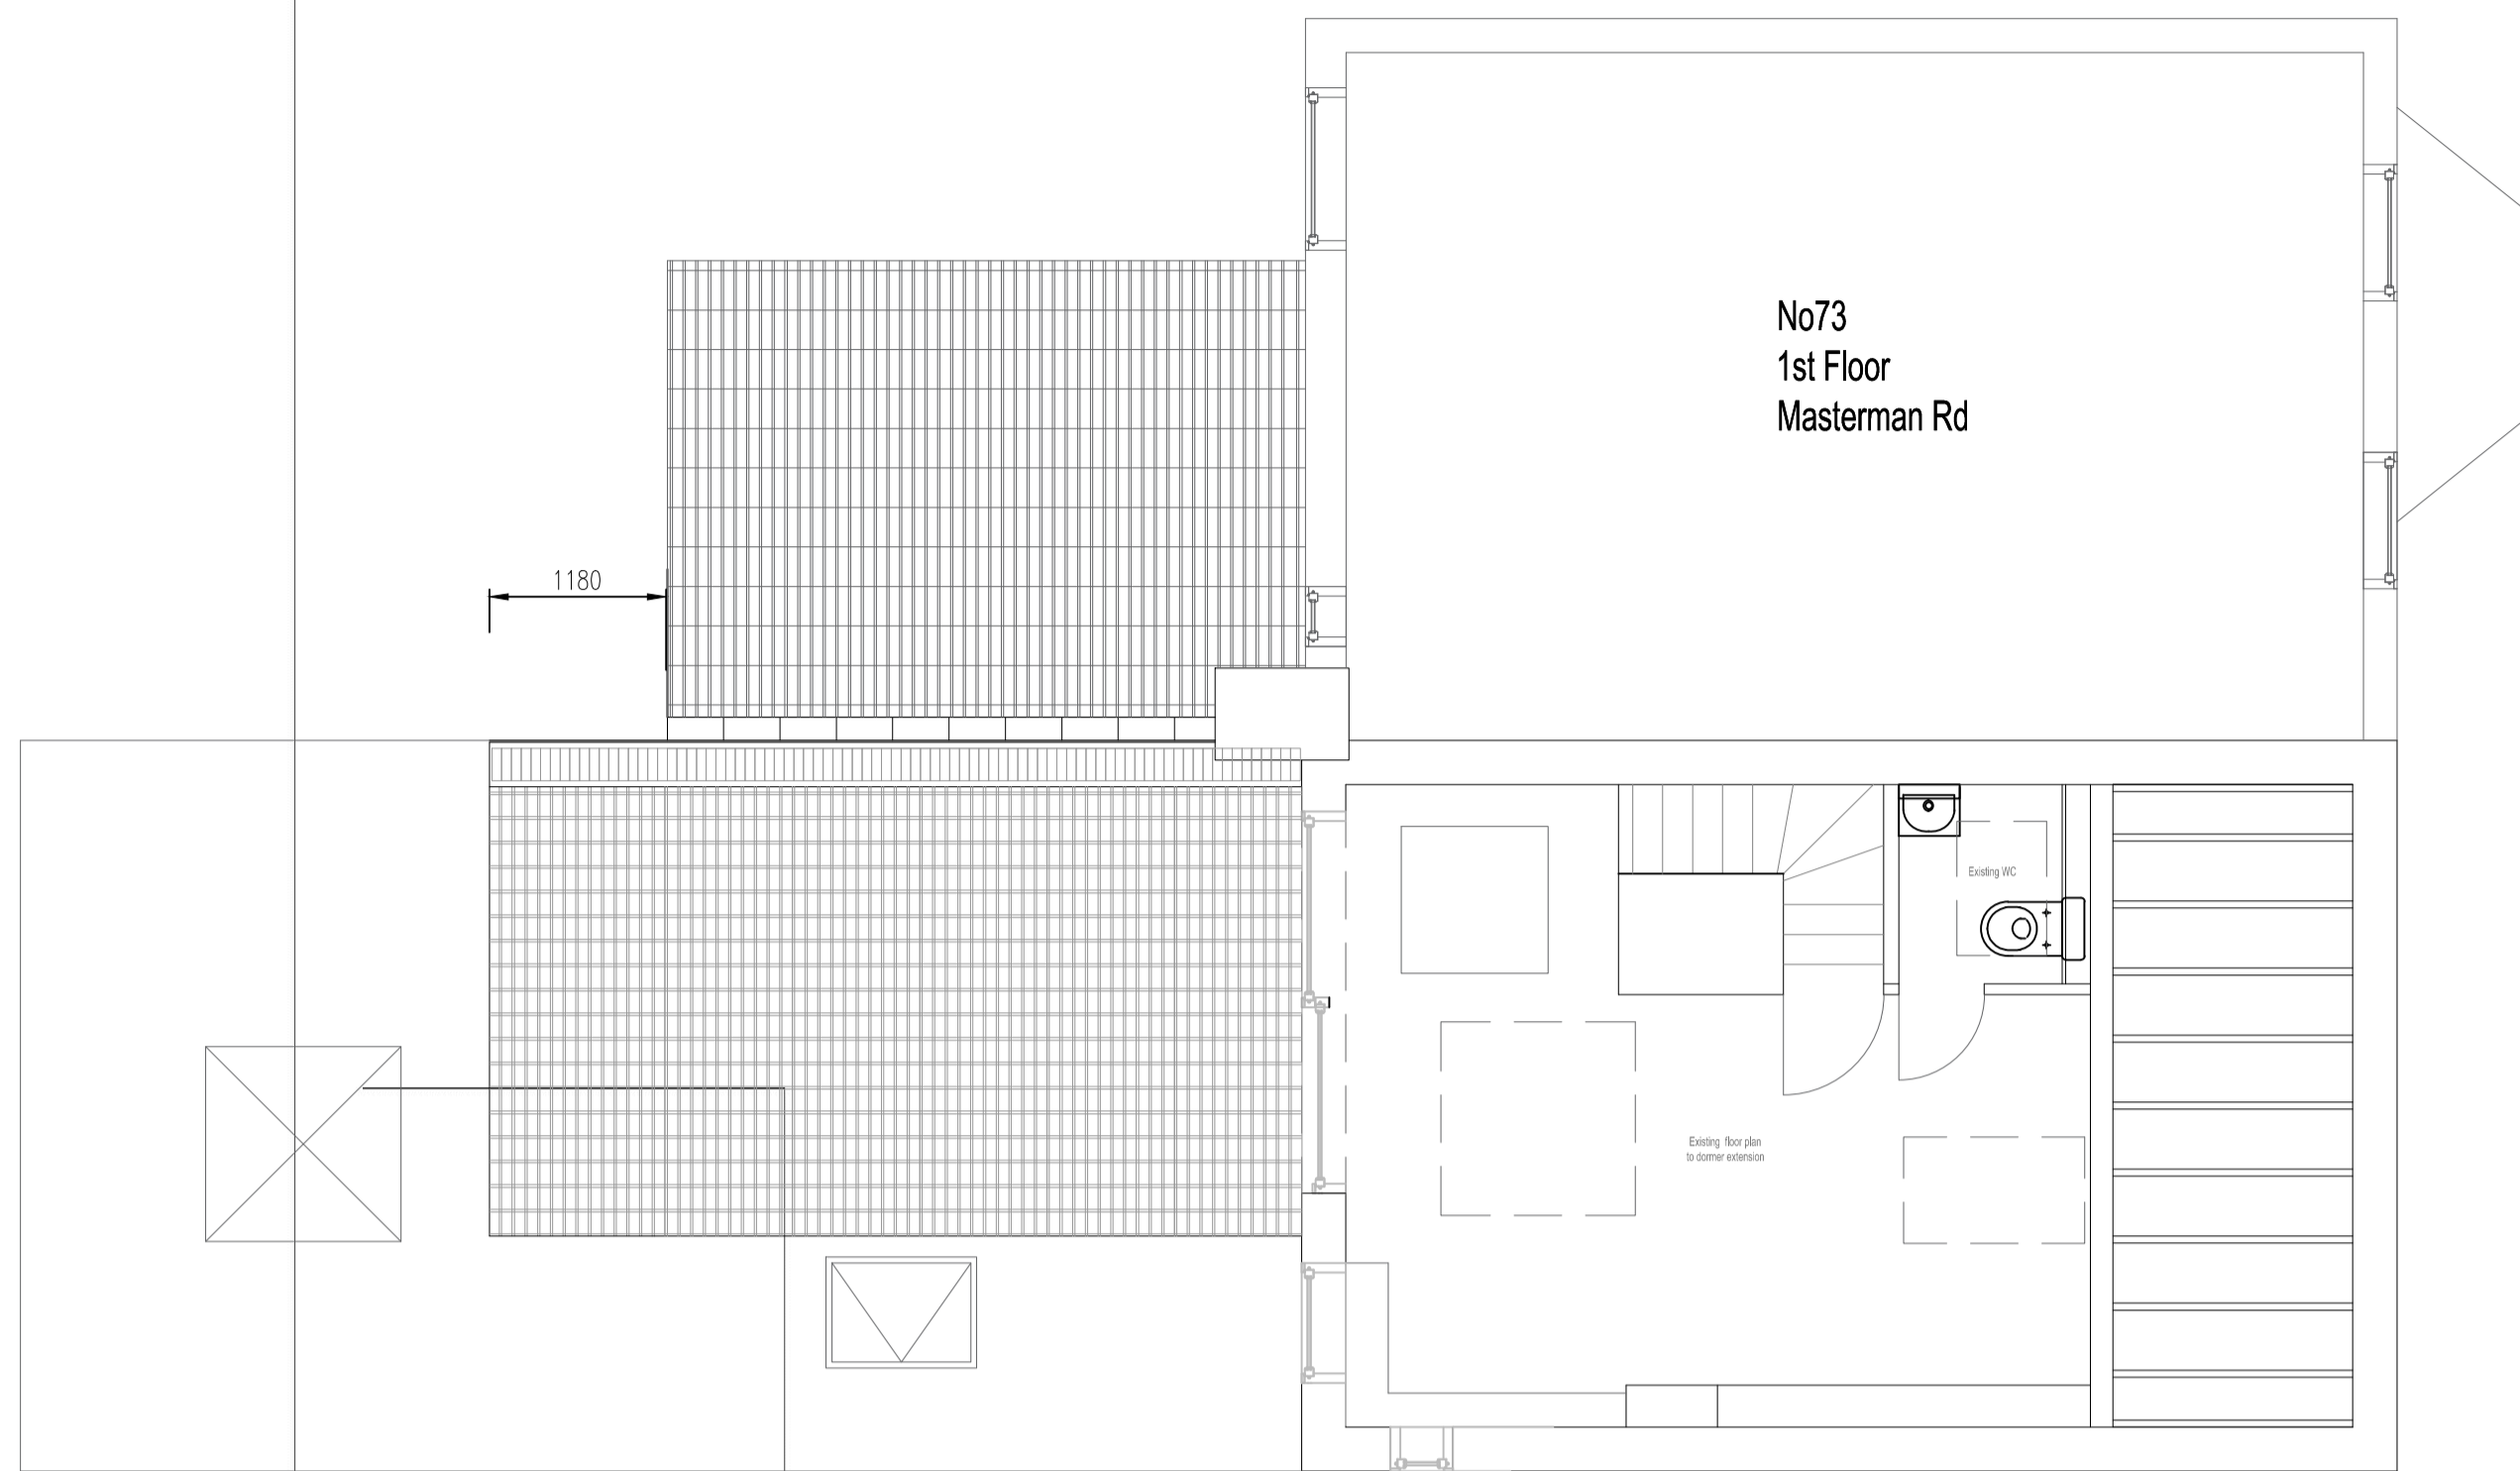 No73
1st Floor
Masterman Rd
1180
Existing WC
Existing floor plan
to dormer extension